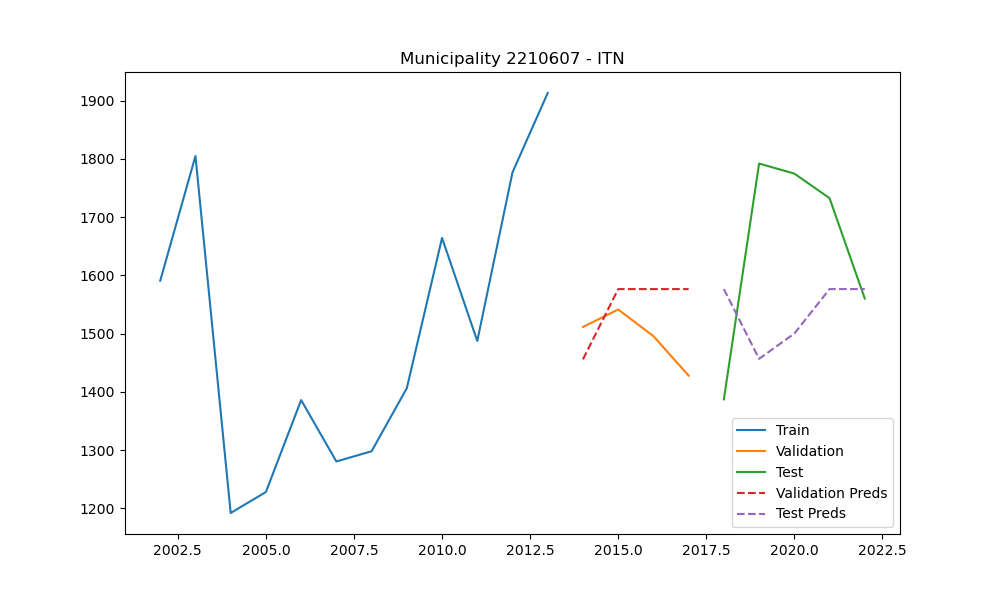 Municipality 2210607 - ITN
1900
1800
1700
1600
1500
1400
1300
1200
2002.5
2005.0
2007.5
2010.0
2012.5
2015.0
2017.5
2020.0
2022.5
Train
Validation
Test
Validation Preds
Test Preds